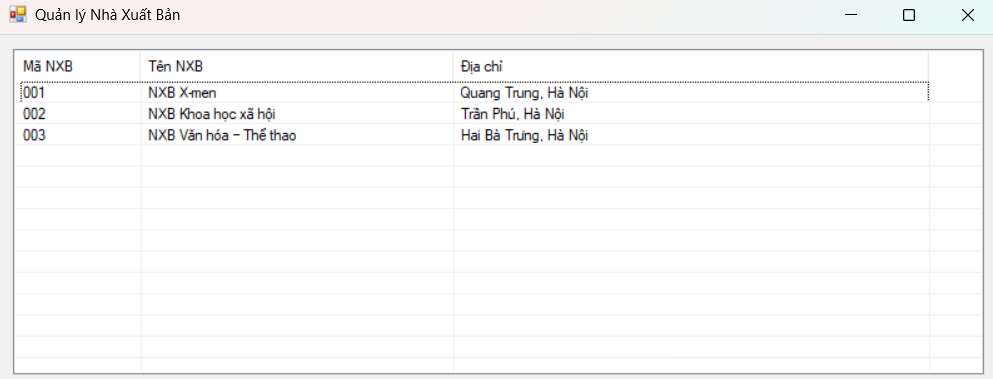 Quản lý Nhà Xuất Bản
Mã NXB Tên NXB Địa chỉ
001 NXB X-men Quang Trung, Hà Nội
002 NXB Khoa học xã hội Trần Phú, Hà Nội
003 NXB Văn hóa – Thể thao Hai Bà Trưng, Hà Nội